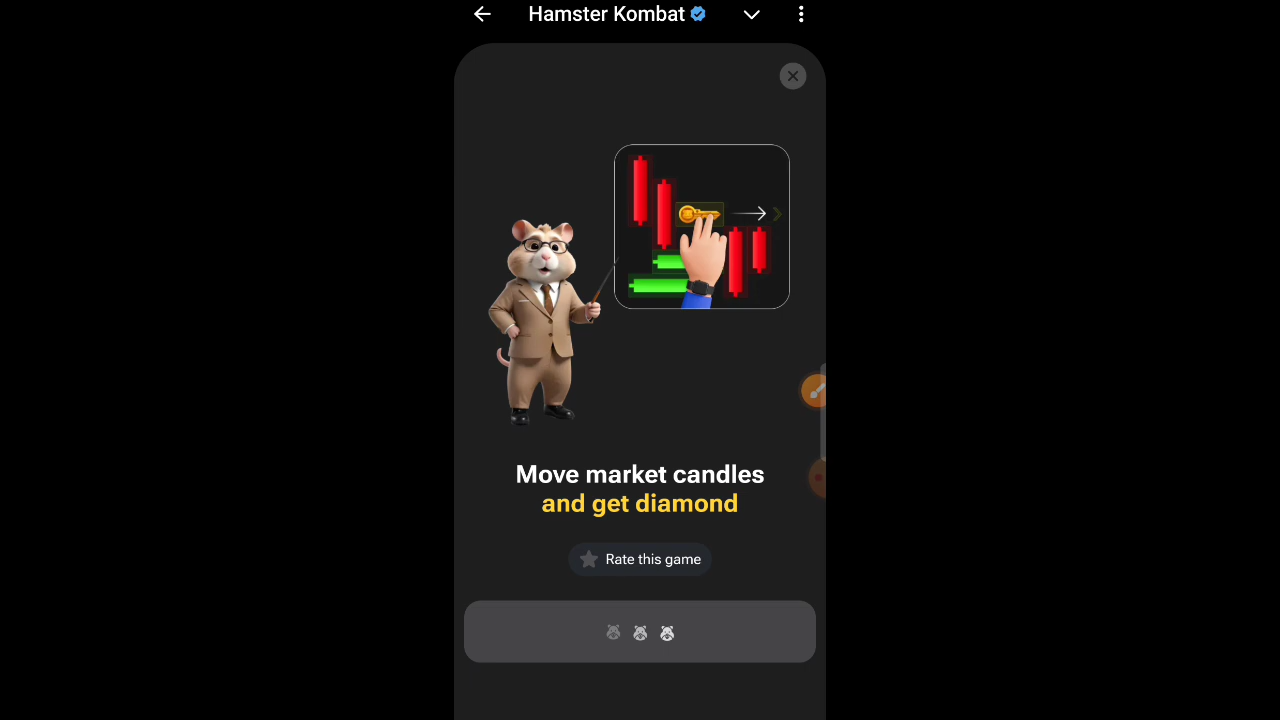 Hamster Kombat
Move market candles
and get diamond
Rate this game